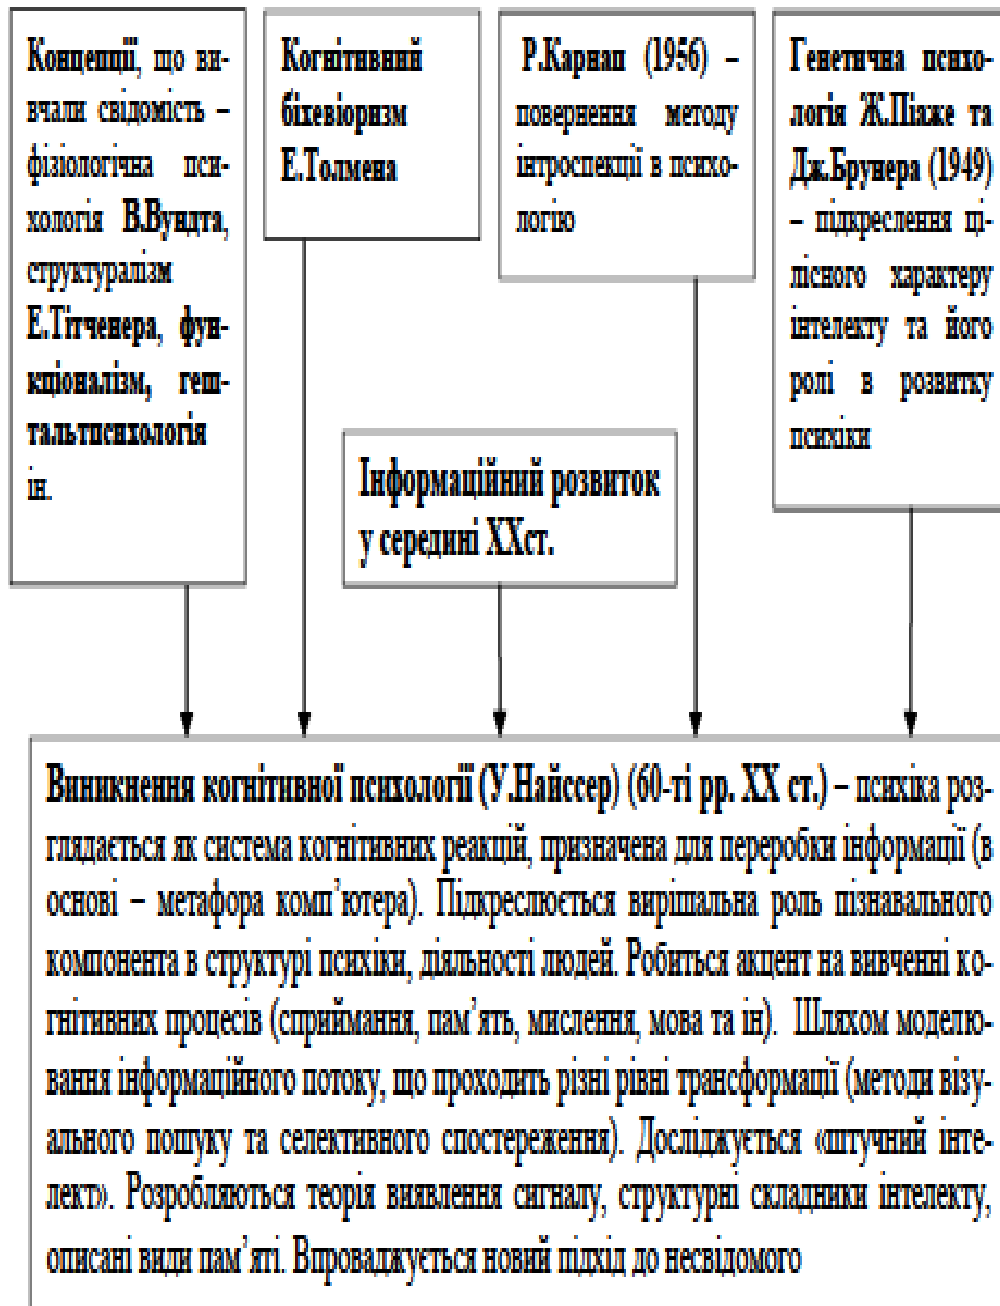 Концепції, що ви-
вчали свідомість –
фізіологічна пси-
хологія В.Вундта,
структуралізм
Е.Тітченера, фун-
кціоналізм, геш-
тальтпсихологія
ін.
Когнітивний
біхевіоризм
Е.Толмена
Р.Карнап (1956) –
повернення методу
інтроспекції в психо-
логію
Генетична психо-
логія Ж.Піаже та
Дж.Брунера (1949)
– підкреслення ці-
лісного характеру
інтелекту та його
ролі в розвитку
психіки
Інформаційний розвиток
у середині ХХст.
Виникнення когнітивної психології (У.Найссер) (60-ті рр. ХХ ст.) – психіка роз-
глядається як система когнітивних реакцій, призначена для переробки інформації (в
основі – метафора комп’ютера). Підкреслюється вирішальна роль пізнавального
компонента в структурі психіки, діяльності людей. Робиться акцент на вивченні ко-
гнітивних процесів (сприймання, пам’ять, мислення, мова та ін). Шляхом моделю-
вання інформаційного потоку, що проходить різні рівні трансформації (методи візу-
ального пошуку та селективного спостереження). Досліджується «штучний інте-
лект». Розробляються теорія виявлення сигналу, структурні складники інтелекту,
описані види пам’яті. Впроваджується новий підхід до несвідомого